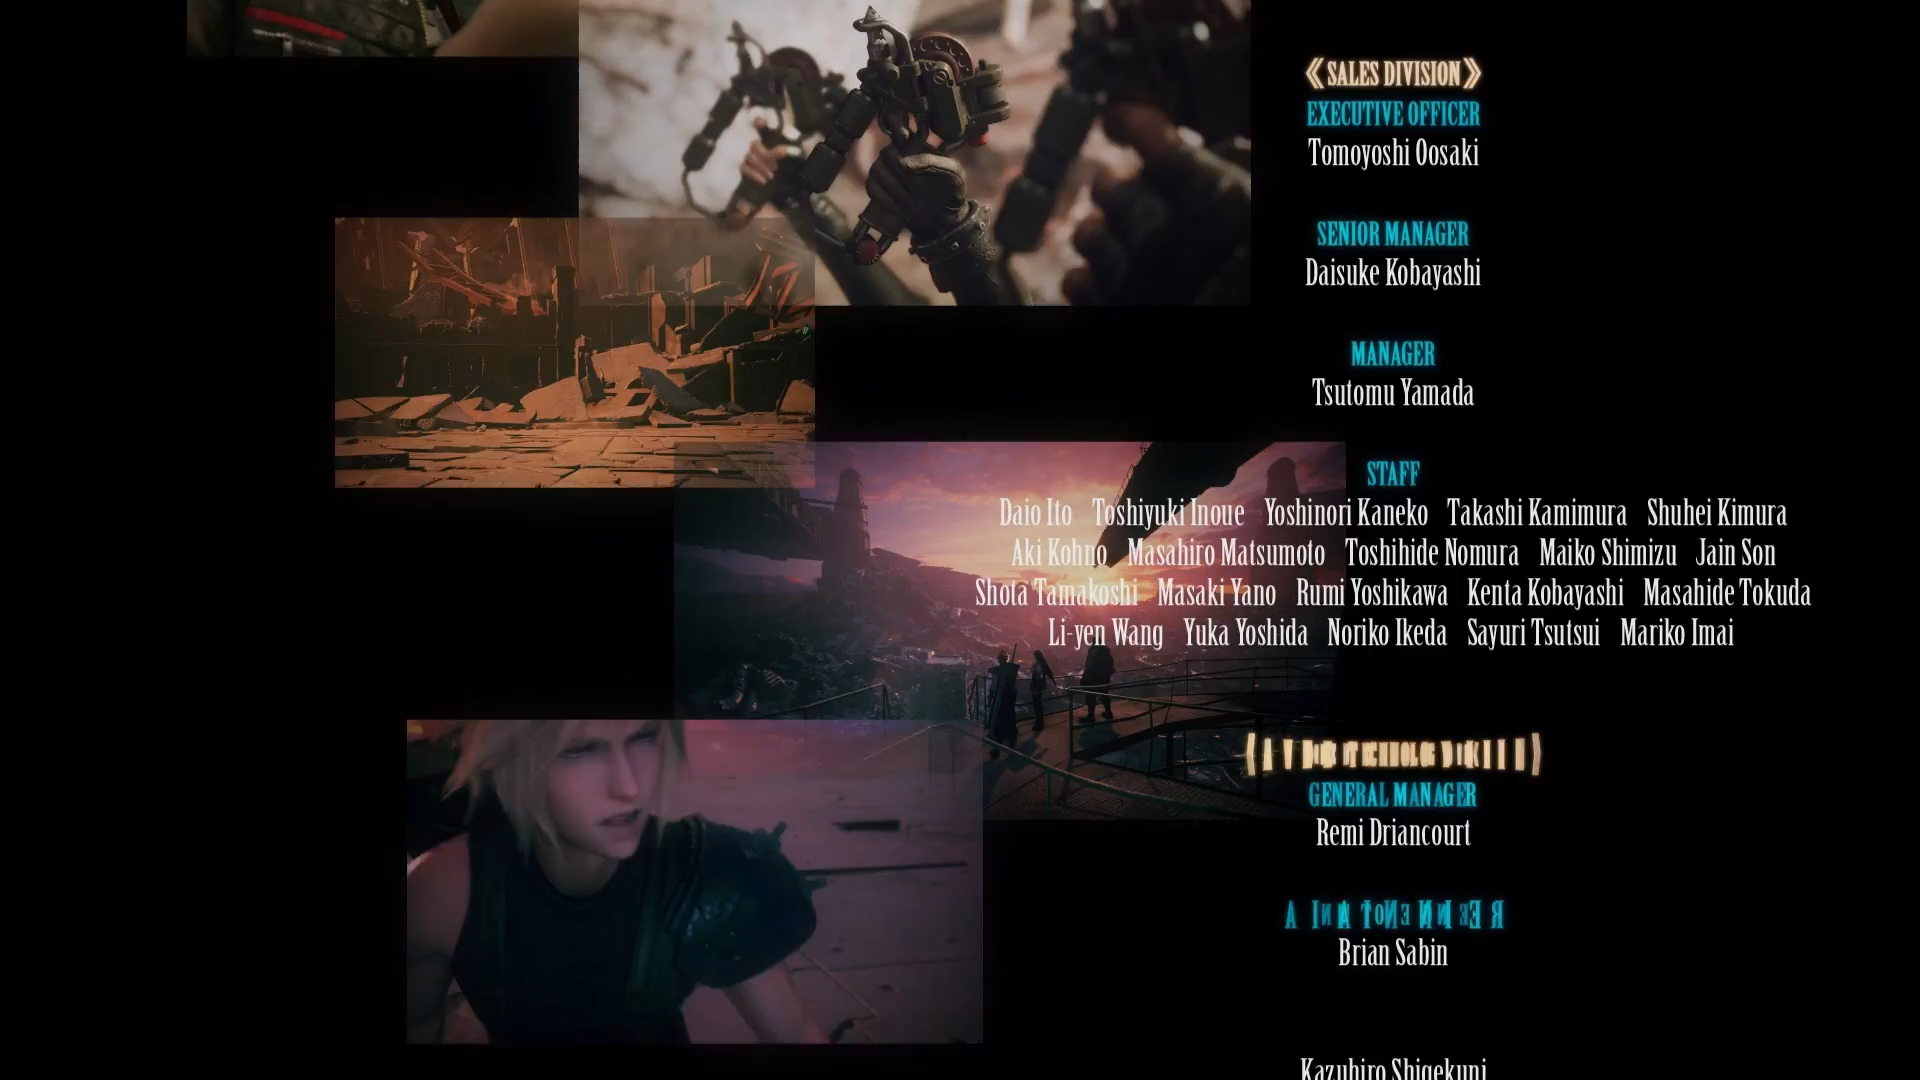 《SALES DIVISION》
EXECUTIVE OFFICER
Tomoyoshi Oosaki
SENIOR MANAGER
Daisuke Kobayashi
MANAGER
Tsutomu Yamada
STAFF
Daio Ito Toshiyuki Inoue Yoshinori Kaneko Takashi Kamimura Shuhei Kimura
Aki Kohno Masahiro Matsumoto Toshihide Nomura Maiko Shimizu Jain Son
Shota Tamakoshi Masaki Yano Rumi Yoshikawa Kenta Kobayashi Masahide Tokuda
Li-yen Wang Yuka Yoshida Noriko Ikeda Sayuri Tsutsui Mariko Imai
GENERAL MANAGER
Remi Driancourt
Brian Sabin
Kazuhiro Shigekuni